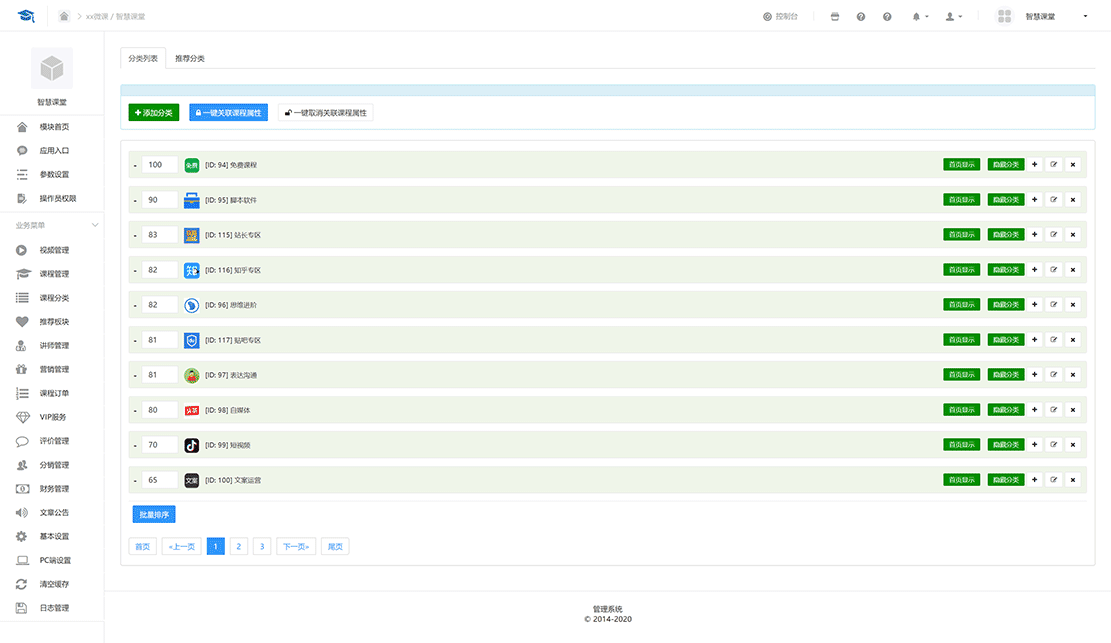 xx微课 / 智慧课堂
控制台
智慧课堂
智慧课堂
模块首页
应用入口
参数设置
操作员权限
业务菜单
视频管理
课程管理
课程分类
推荐板块
讲师管理
营销管理
课程订单
VIP服务
评价管理
分销管理
财务管理
文章公告
基本设置
PC端设置
清空缓存
日志管理
分类列表 推荐分类
添加分类 一键关联课程属性 一键取消关联课程属性
100 免费 [ID: 94] 免费课程 首页显示 隐藏分类
90 [ID: 95] 脚本软件 首页显示 隐藏分类
83 [ID: 115] 站长专区 首页显示 隐藏分类
82 [ID: 116] 知乎专区 首页显示 隐藏分类
82 [ID: 96] 思维进阶 首页显示 隐藏分类
81 [ID: 117] 贴吧专区 首页显示 隐藏分类
81 [ID: 97] 表达沟通 首页显示 隐藏分类
80 头条 [ID: 98] 自媒体 首页显示 隐藏分类
70 [ID: 99] 短视频 首页显示 隐藏分类
65 文案 [ID: 100] 文案运营 首页显示 隐藏分类
批量排序
首页 «上一页 1 2 3 下一页» 尾页
管理系统
© 2014-2020